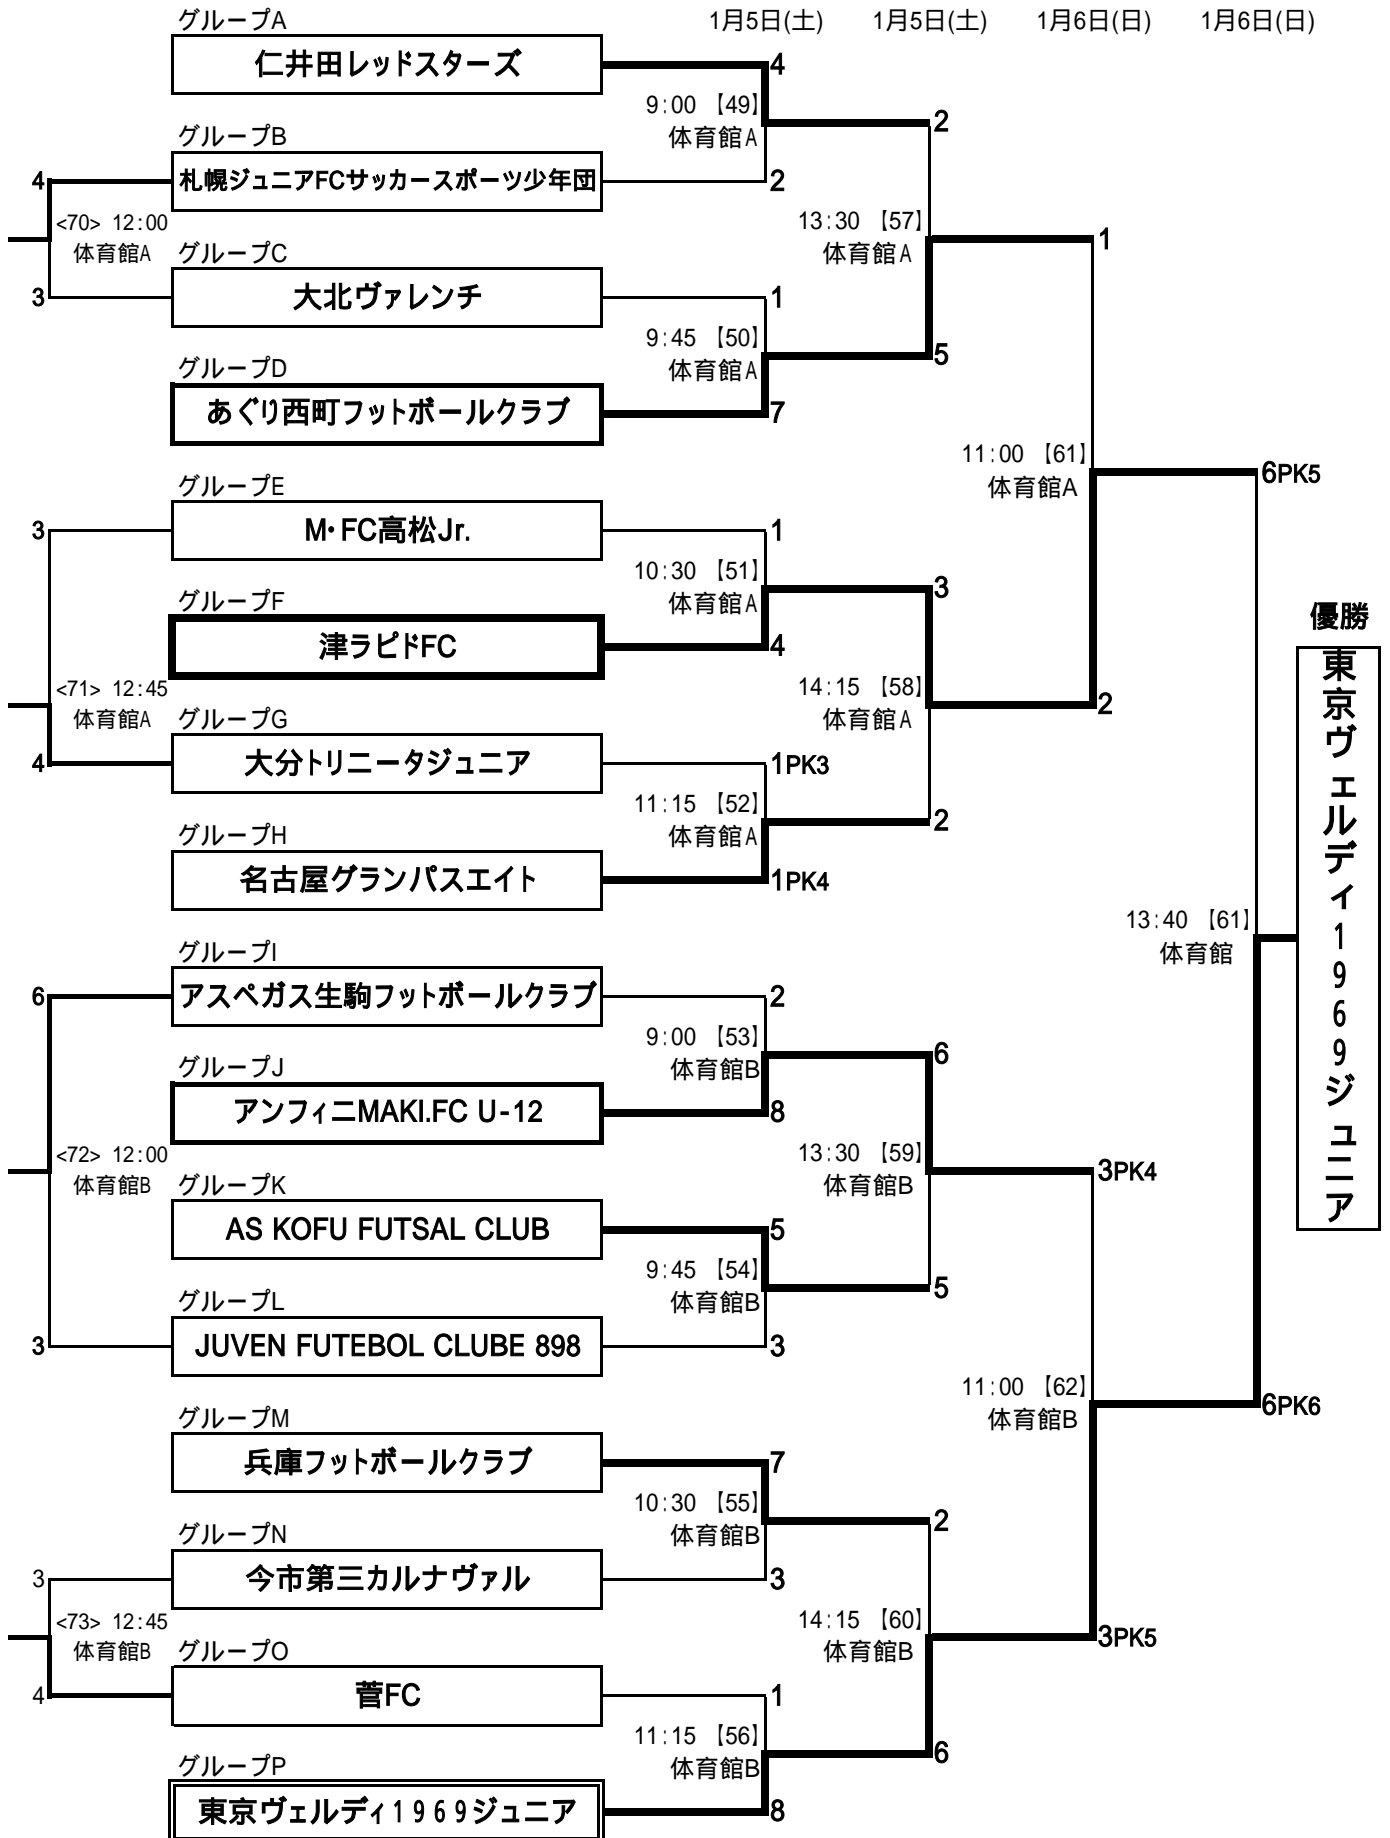 グループA
1月5日(土) 1月5日(土) 1月6日(日) 1月6日(日)
仁井田レッドスターズ
4
9:00 【49】
体育館A
2
グループB
4
札幌ジュニアFCサッカースポーツ少年団
2
<70> 12:00
体育館A
13:30 【57】
体育館A
1
グループC
3
大北ヴァレンチ
1
9:45 【50】
体育館A
5
グループD
あぐり西町フットボールクラブ
7
11:00 【61】
体育館A
6PK5
グループE
3
M・FC高松Jr.
1
10:30 【51】
体育館A
3
グループF
津ラピドFC
4
優勝
東京ヴェルディ1969ジュニア
<71> 12:45
体育館A
14:15 【58】
体育館A
2
グループG
4
大分トリニータジュニア
1PK3
11:15 【52】
体育館A
2
グループH
名古屋グランパスエイト
1PK4
13:40 【61】
体育館
グループI
6
アスペガス生駒フットボールクラブ
2
9:00 【53】
体育館B
6
グループJ
アンフィニMAKI.FC U-12
8
<72> 12:00
体育館B
13:30 【59】
体育館B
3PK4
グループK
AS KOFU FUTSAL CLUB
5
9:45 【54】
体育館B
5
グループL
3
JUVEN FUTEBOL CLUBE 898
3
11:00 【62】
体育館B
6PK6
グループM
兵庫フットボールクラブ
7
10:30 【55】
体育館B
2
グループN
3
今市第三カルナヴァル
3
<73> 12:45
体育館B
14:15 【60】
体育館B
3PK5
グループO
4
菅FC
1
11:15 【56】
体育館B
6
グループP
東京ヴェルディ1969ジュニア
8